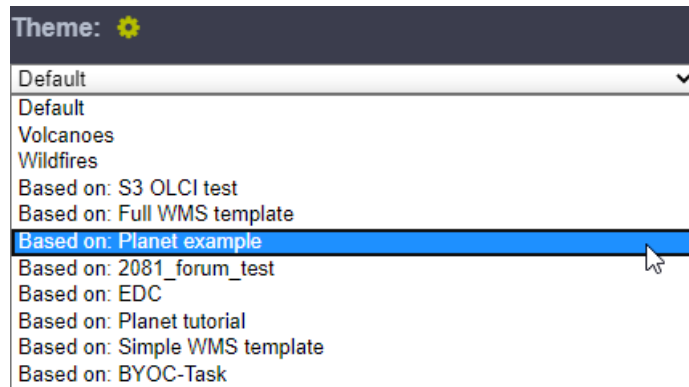 Theme:
Default
Default
Volcanoes
Wildfires
Based on: S3 OLCI test
Based on: Full WMS template
Based on: Planet example
Based on: 2081_forum_test
Based on: EDC
Based on: Planet tutorial
Based on: Simple WMS template
Based on: BYOC-Task